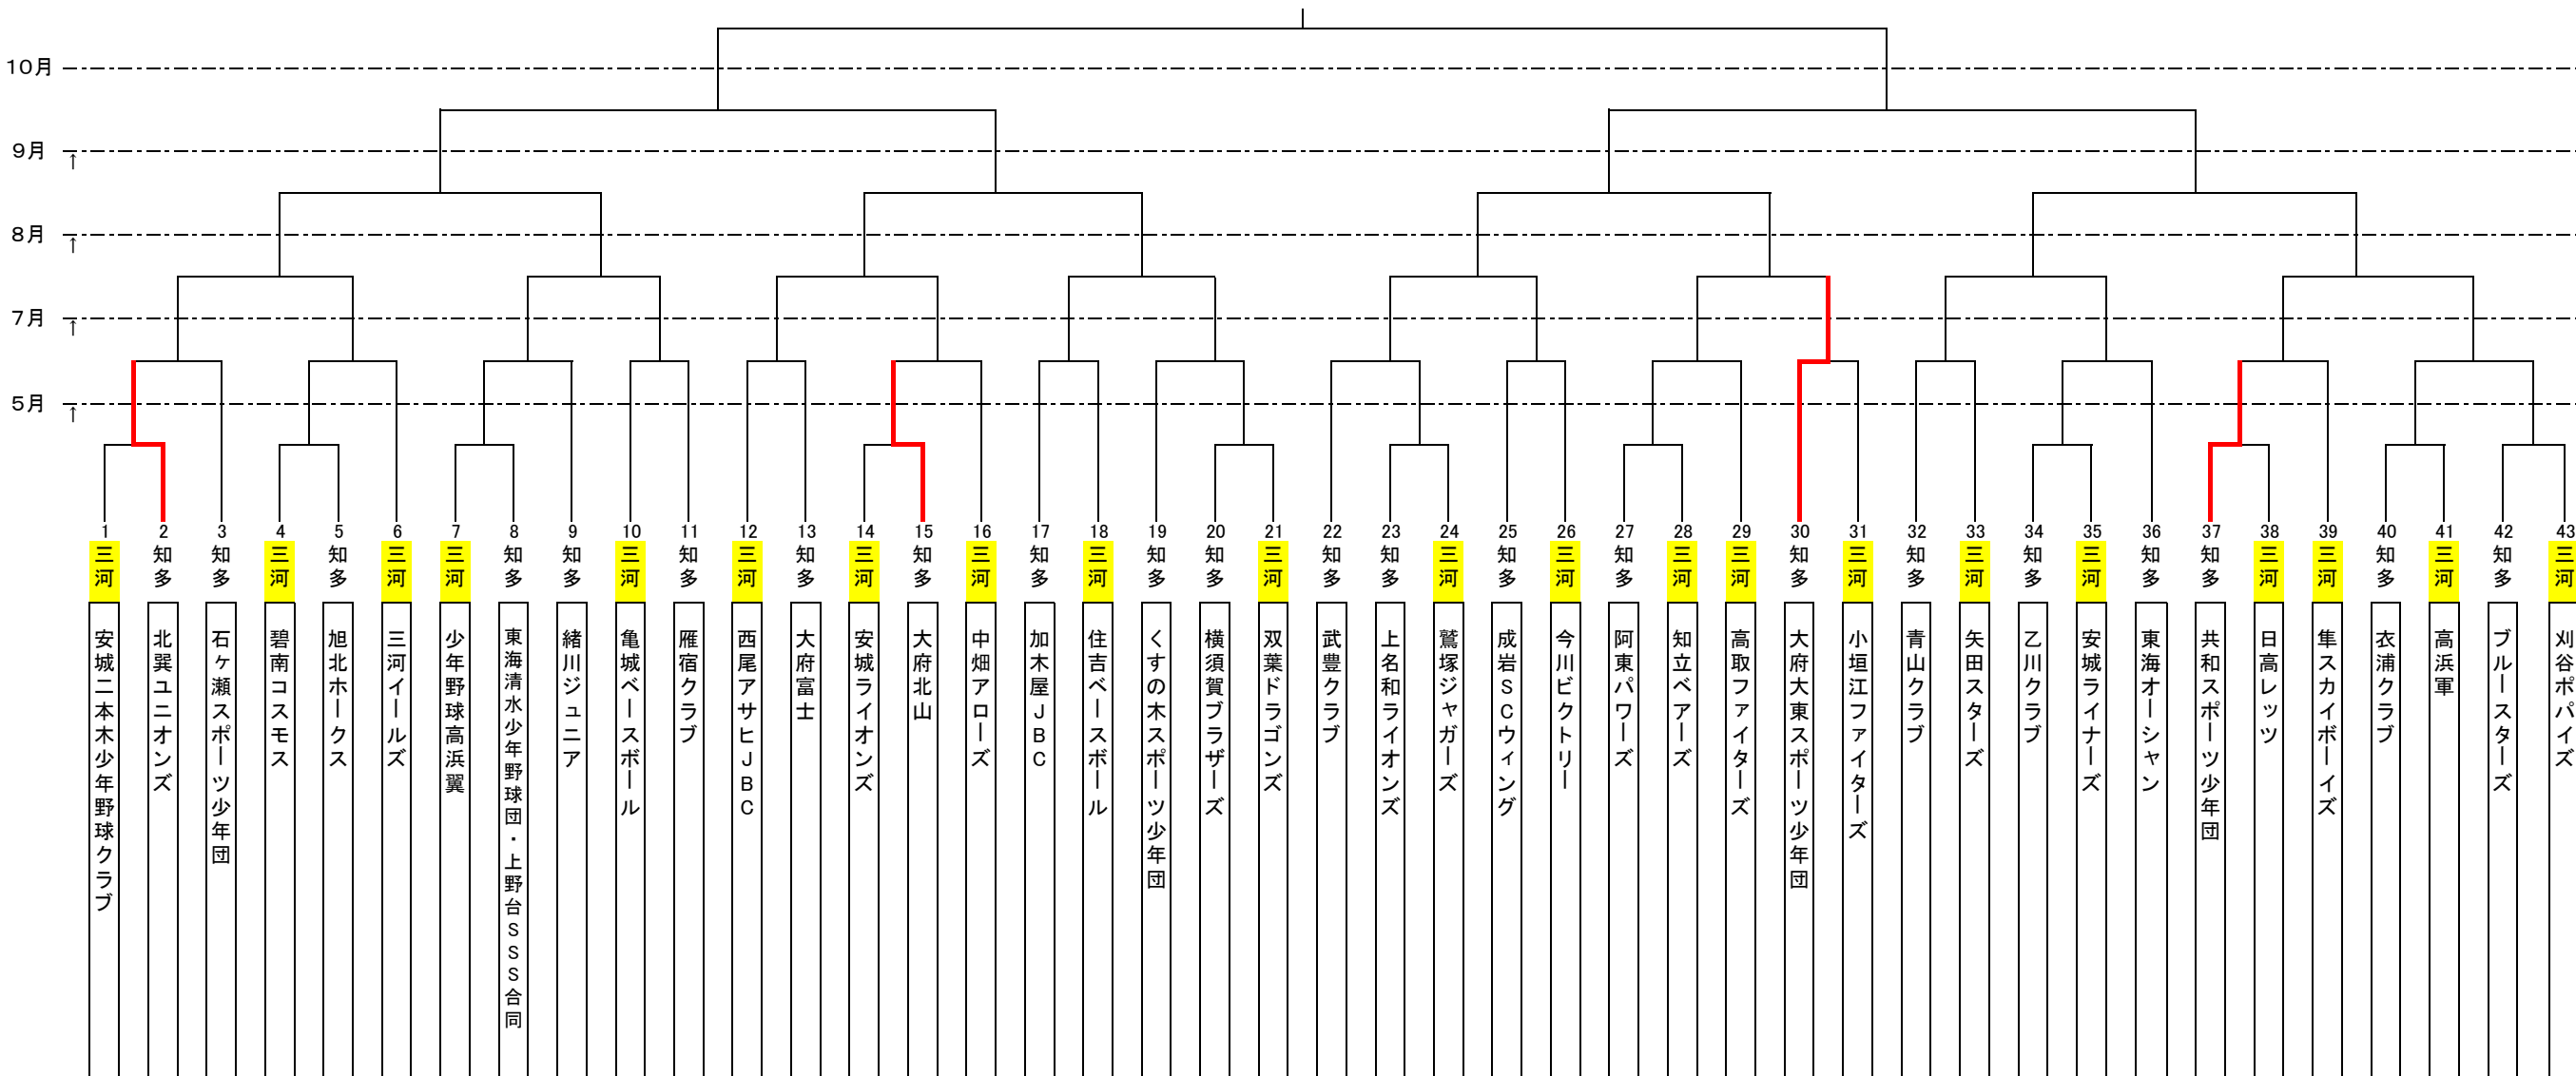 10月
9月
↑
8月
↑
7月
↑
5月
↑
1 2 3 4 5 6 7 8 9 10 11 12 13 14 15 16 17 18 19 20 21 22 23 24 25 26 27 28 29 30 31 32 33 34 35 36 37 38 39 40 41 42 43
三河 知多 知多 三河 知多 三河 三河 知多 知多 三河 知多 三河 知多 三河 知多 三河 知多 三河 知多 知多 三河 知多 知多 三河 知多 三河 知多 三河 三河 知多 三河 知多 三河 知多 三河 知多 知多 三河 三河 知多 三河 知多 三河
安城二本木少年野球クラブ
北巽ユニオンズ
石ヶ瀬スポーツ少年団
碧南コスモス
旭北ホークス
三河イールズ
少年野球高浜翼
東海清水少年野球団・上野台SSS合同
緒川ジュニア
亀城ベースボール
雁宿クラブ
西尾アサヒJBC
大府富士
安城ライオンズ
大府北山
中畑アローズ
加木屋JBC
住吉ベースボール
くすの木スポーツ少年団
横須賀ブラザーズ
双葉ドラゴンズ
武豊クラブ
上名和ライオンズ
鷲塚ジャガーズ
成岩SCウィング
今川ビクトリー
阿東パワーズ
知立ベアーズ
高取ファイターズ
大府大東スポーツ少年団
小垣江ファイターズ
青山クラブ
矢田スターズ
乙川クラブ
安城ライナーズ
東海オーシャン
共和スポーツ少年団
日高レッツ
隼スカイボーイズ
衣浦クラブ
高浜軍
ブルースターズ
刈谷ポパイズ